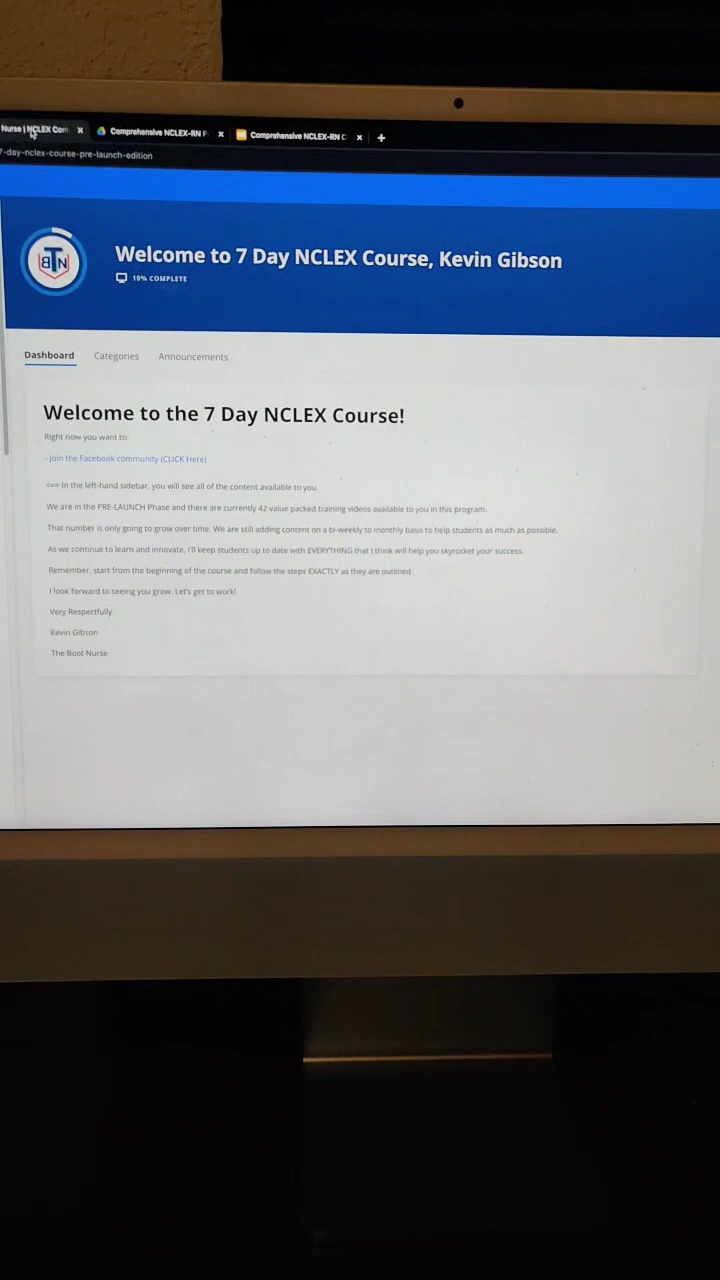 Nurse | NCLEX Com
Comprehensive NCLEX-RN P
Comprehensive NCLEX-RN C
7-day-nclex-course-pre-launch-edition
BTN
Welcome to 7 Day NCLEX Course, Kevin Gibson
10% COMPLETE
Dashboard
Categories
Announcements
Welcome to the 7 Day NCLEX Course!
Right now you want to:
- Join the Facebook community (CLICK Here)
<== In the left-hand sidebar, you will see all of the content available to you.
We are in the PRE-LAUNCH Phase and there are currently 42 value packed training videos available to you in this program.
That number is only going to grow over time. We are still adding content on a bi-weekly to monthly basis to help students as much as possible.
As we continue to learn and innovate, I'll keep students up to date with EVERYTHING that I think will help you skyrocket your success.
Remember, start from the beginning of the course and follow the steps EXACTLY as they are outlined.
I look forward to seeing you grow. Let's get to work!
Very Respectfully
Kevin Gibson
The Boot Nurse